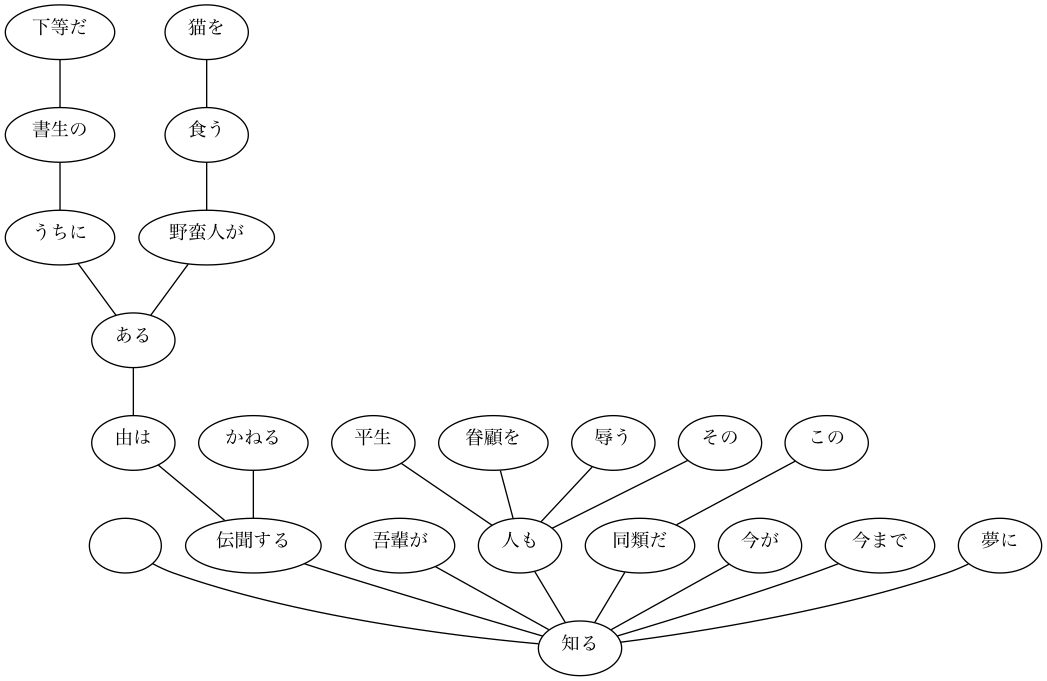 下等だ
猫を
書生の
食う
うちに
野蛮人が
ある
由は
かねる
平生
眷顧を
辱う
その
この
伝聞する
吾輩が
人も
同類だ
今が
今まで
夢に
知る